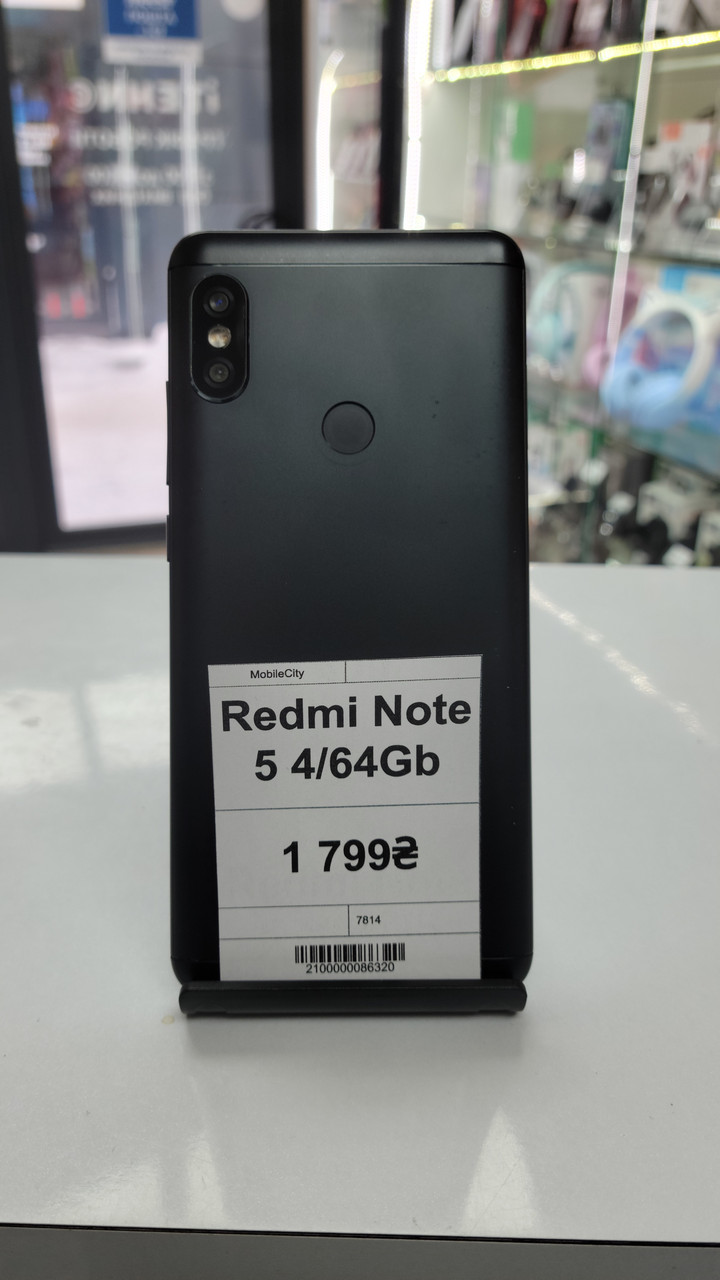 MobileCity
Redmi Note
5 4/64Gb
1 799₴
7814
2100000086320